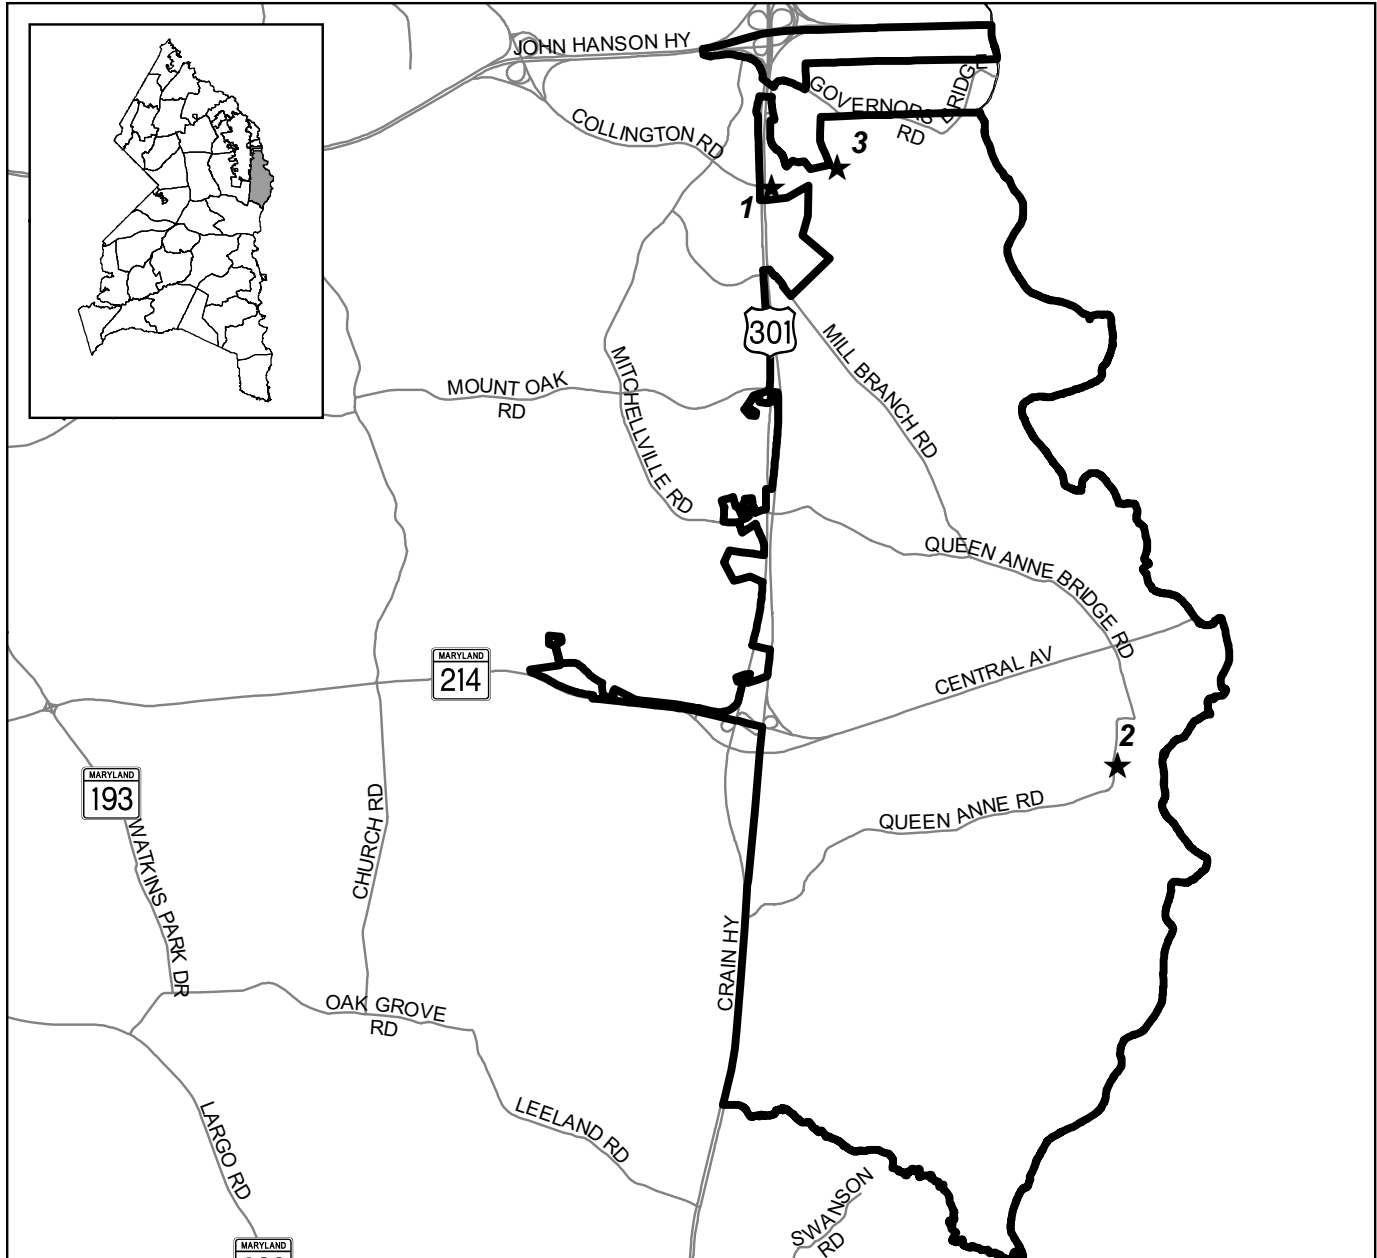 JOHN HANSON HY
GOVERNORS
BRIDGE
RD
COLLINGTON RD
3
1
301
MILL BRANCH RD
MITCHELLVILLE RD
MOUNT OAK
RD
QUEEN ANNE BRIDGE RD
MARYLAND
214
CENTRAL AV
2
MARYLAND
193
QUEEN ANNE RD
WATKINS PARK DR
CHURCH RD
CRAIN HY
OAK GROVE
RD
LEELAND RD
LARGO RD
SWANSON
RD
MARYLAND